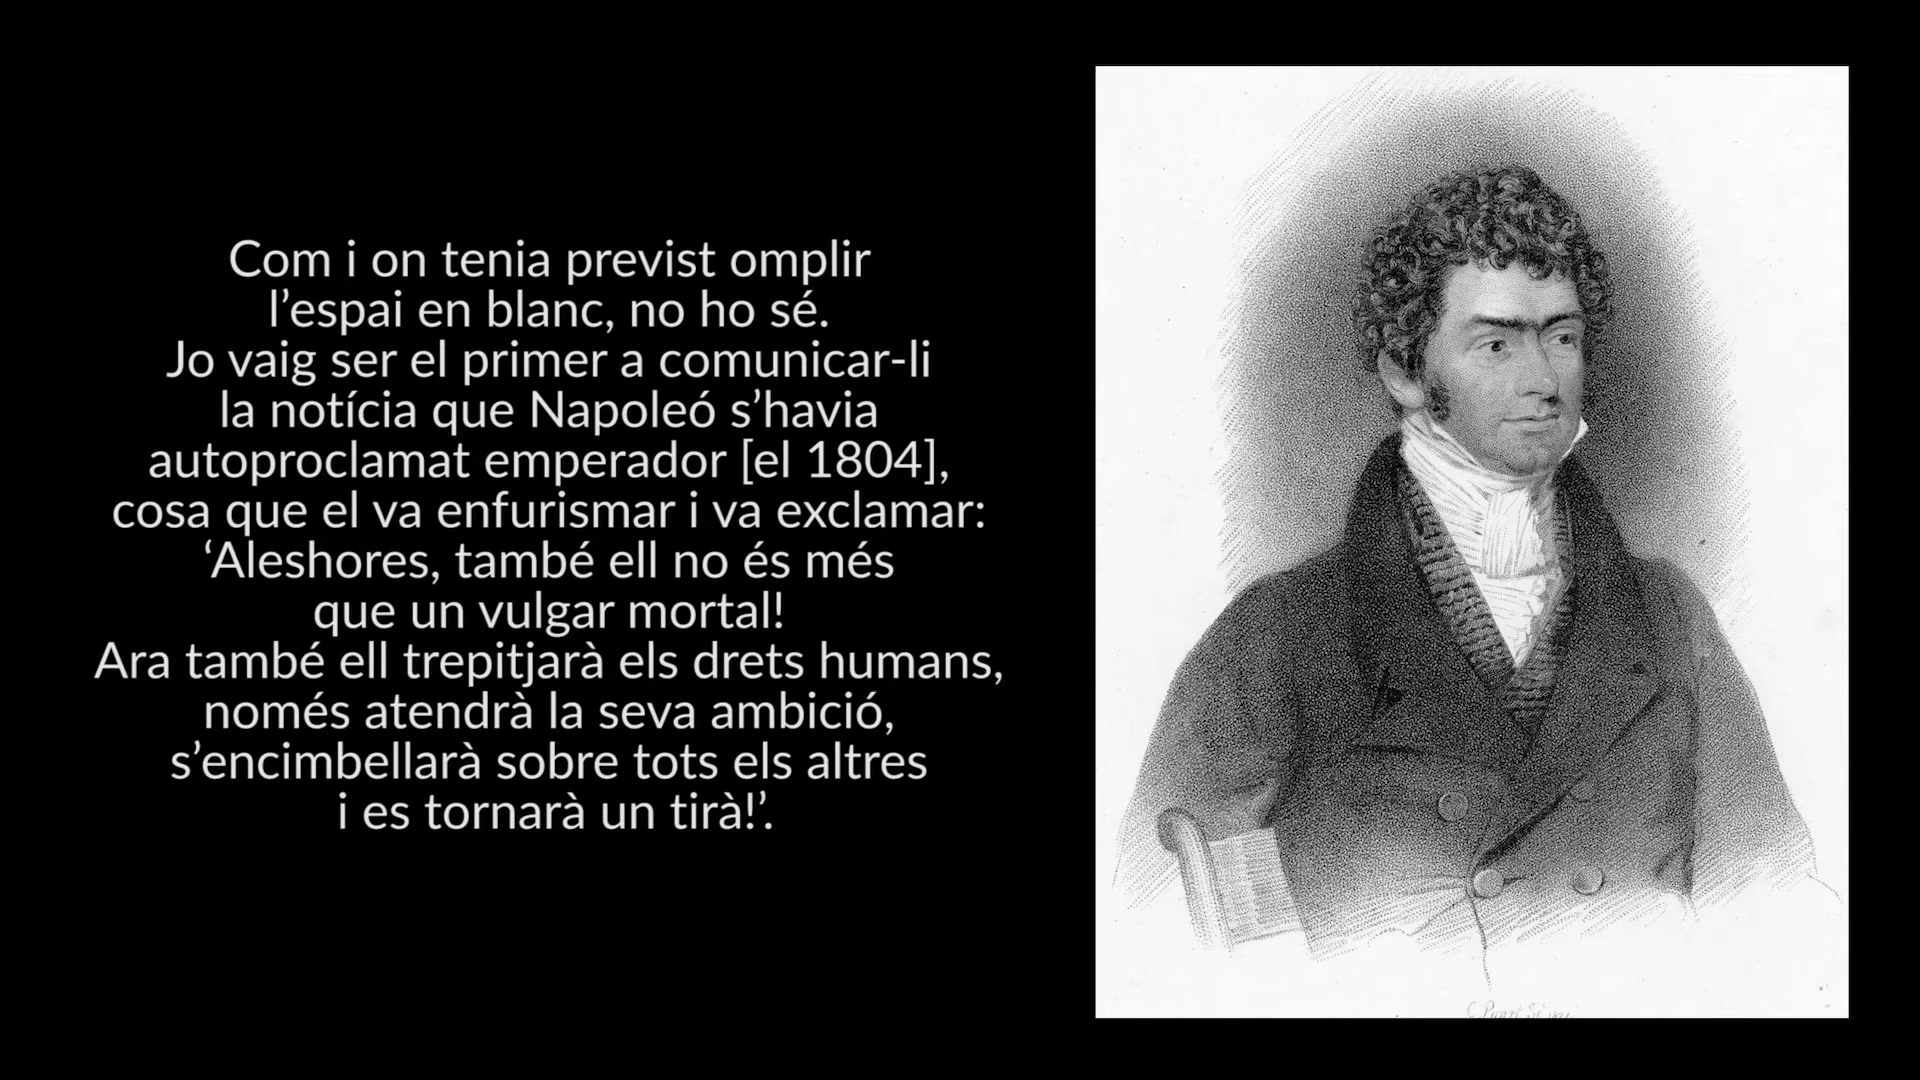 Com i on tenia previst omplir
l’espai en blanc, no ho sé.
Jo vaig ser el primer a comunicar-li
la notícia que Napoleó s’havia
autoproclamat emperador [el 1804],
cosa que el va enfurismar i va exclamar:
‘Aleshores, també ell no és més
que un vulgar mortal!
Ara també ell trepitjarà els drets humans,
només atendrà la seva ambició,
s’encimbellarà sobre tots els altres
i es tornarà un tirà!’.